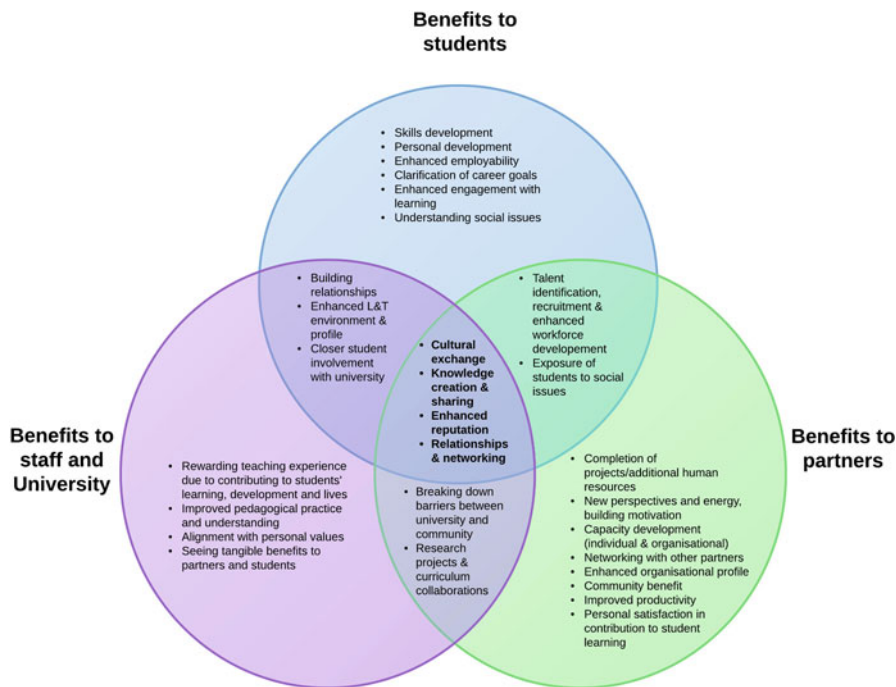 Benefits to
students
• Skills development
• Personal development
• Enhanced employability
• Clarification of career goals
• Enhanced engagement with
learning
• Understanding social issues
• Building
relationships
• Enhanced L&T
environment &
profile
• Closer student
involvement
with university
• Talent
identification,
recruitment &
enhanced
workforce
developement
• Exposure of
students to social
issues
• Cultural
exchange
• Knowledge
creation &
sharing
• Enhanced
reputation
• Relationships
& networking
Benefits to
staff and
University
• Rewarding teaching experience
due to contributing to students'
learning, development and lives
• Improved pedagogical practice
and understanding
• Alignment with personal values
• Seeing tangible benefits to
partners and students
• Breaking down
barriers between
university and
community
• Research
projects &
curriculum
collaborations
Benefits to
partners
• Completion of
projects/additional human
resources
• New perspectives and energy,
building motivation
• Capacity development
(individual & organisational)
• Networking with other partners
• Enhanced organisational profile
• Community benefit
• Improved productivity
• Personal satisfaction in
contribution to student
learning